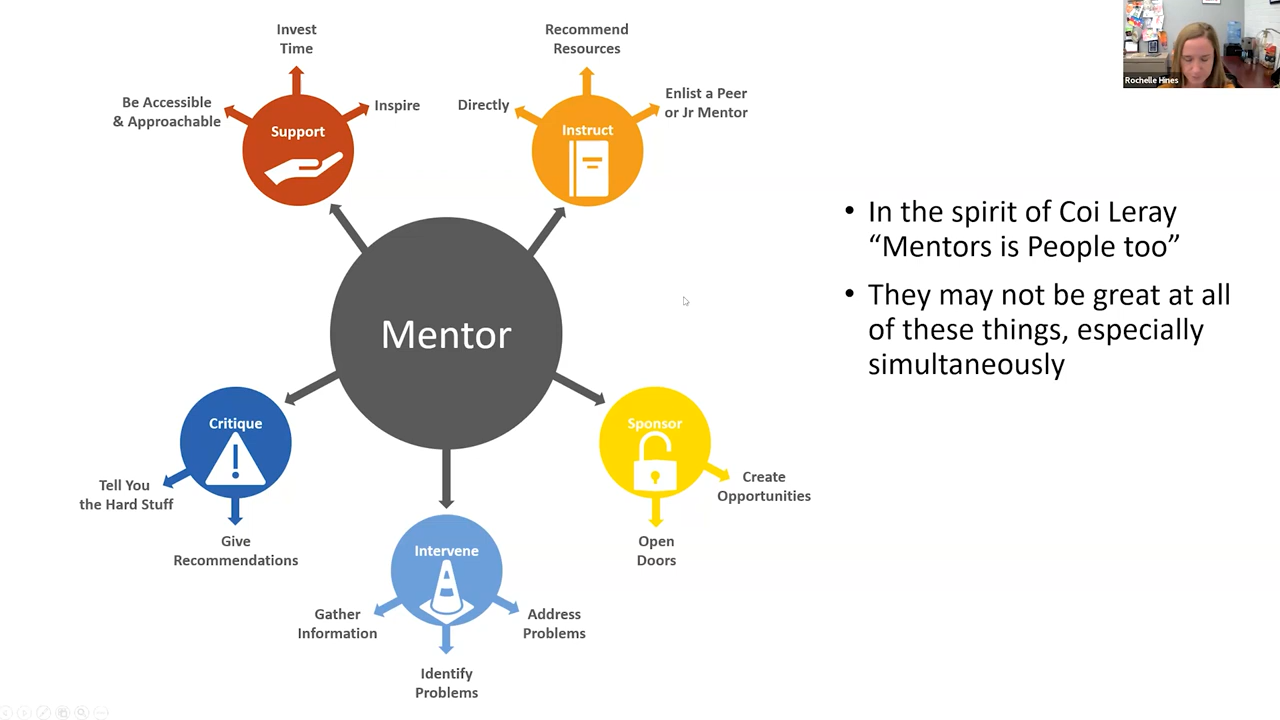 Invest
Time
Be Accessible
& Approachable
Inspire
Support
Recommend
Resources
Directly
Enlist a Peer
or Jr Mentor
Instruct
Rochelle Hines
Mentor
• In the spirit of Coi Leray
“Mentors is People too”
• They may not be great at all
of these things, especially
simultaneously
Critique
Tell You
the Hard Stuff
Give
Recommendations
Sponsor
Create
Opportunities
Open
Doors
Intervene
Gather
Information
Address
Problems
Identify
Problems